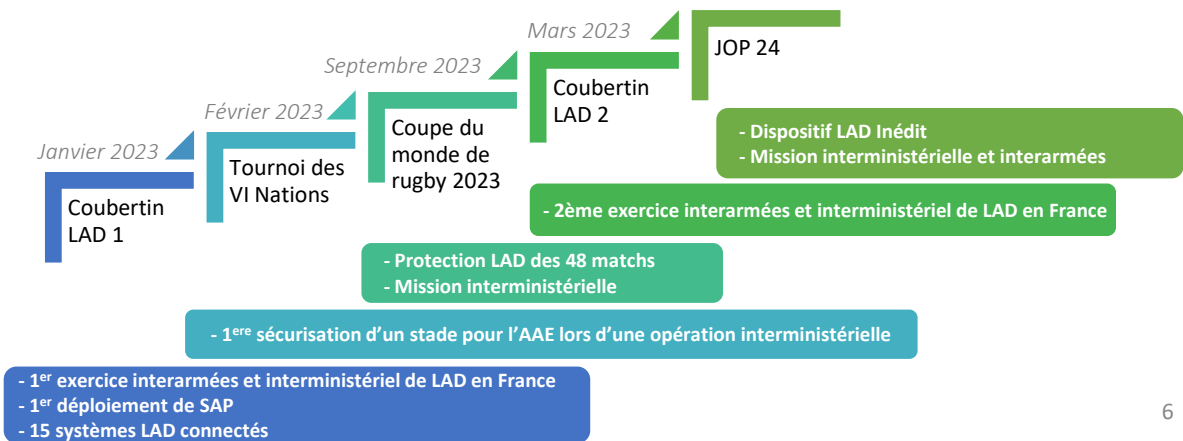 Janvier 2023
Coubertin
LAD 1
Février 2023
Tournoi des
VI Nations
Septembre 2023
Coupe du
monde de
rugby 2023
Mars 2023
Coubertin
LAD 2
JOP 24
- Dispositif LAD Inédit
- Mission interministérielle et interarmées
- 2ème exercice interarmées et interministériel de LAD en France
- Protection LAD des 48 matchs
- Mission interministérielle
- 1ere sécurisation d’un stade pour l’AAE lors d’une opération interministérielle
- 1er exercice interarmées et interministériel de LAD en France
- 1er déploiement de SAP
- 15 systèmes LAD connectés
6